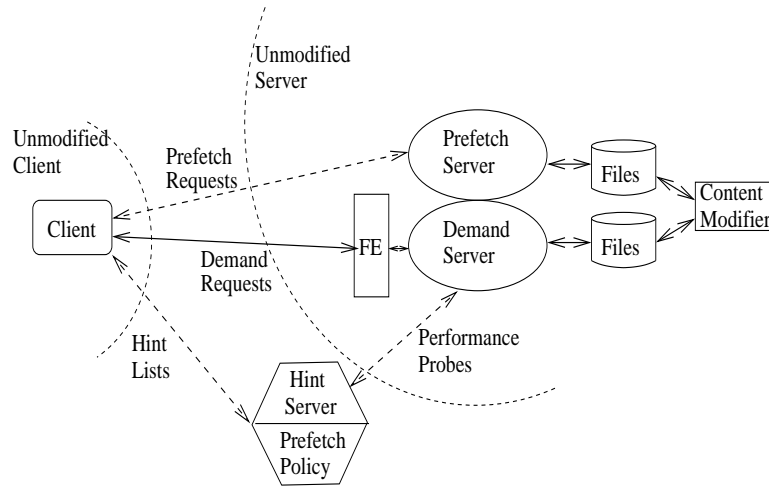 Unmodified
Server
Unmodified
Client
Prefetch
Requests
Prefetch
Server
Files
Content
Modifier
Client
FE
Demand
Server
Files
Demand
Requests
Hint
Lists
Performance
Probes
Hint
Server
Prefetch
Policy